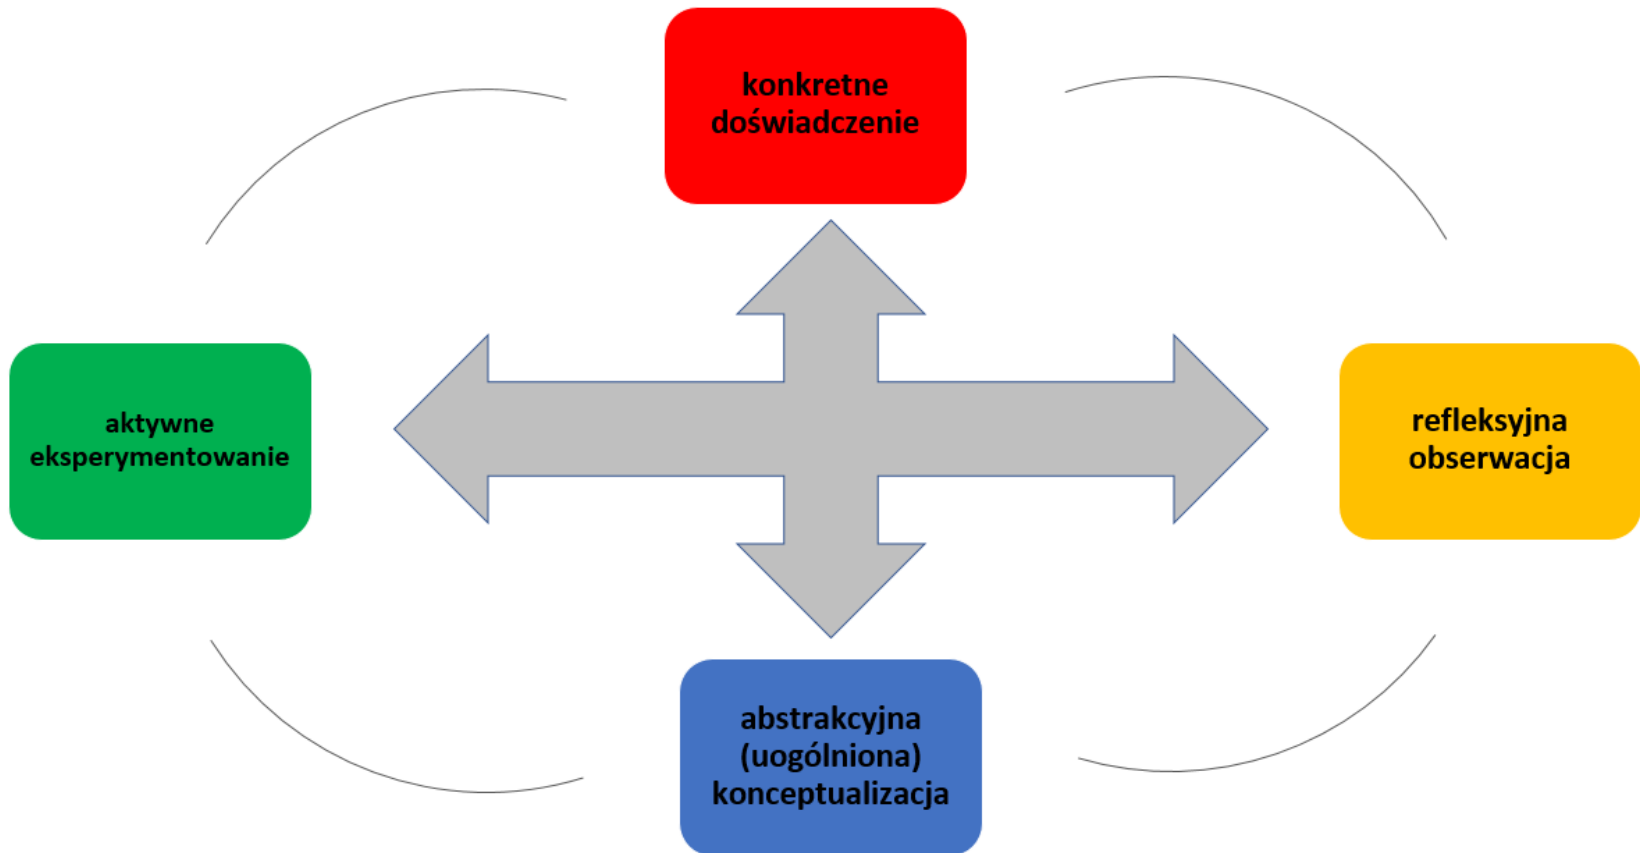 konkretne
doświadczenie
aktywne
eksperymentowanie
refleksyjna
obserwacja
abstrakcyjna
(uogólniona)
konceptualizacja